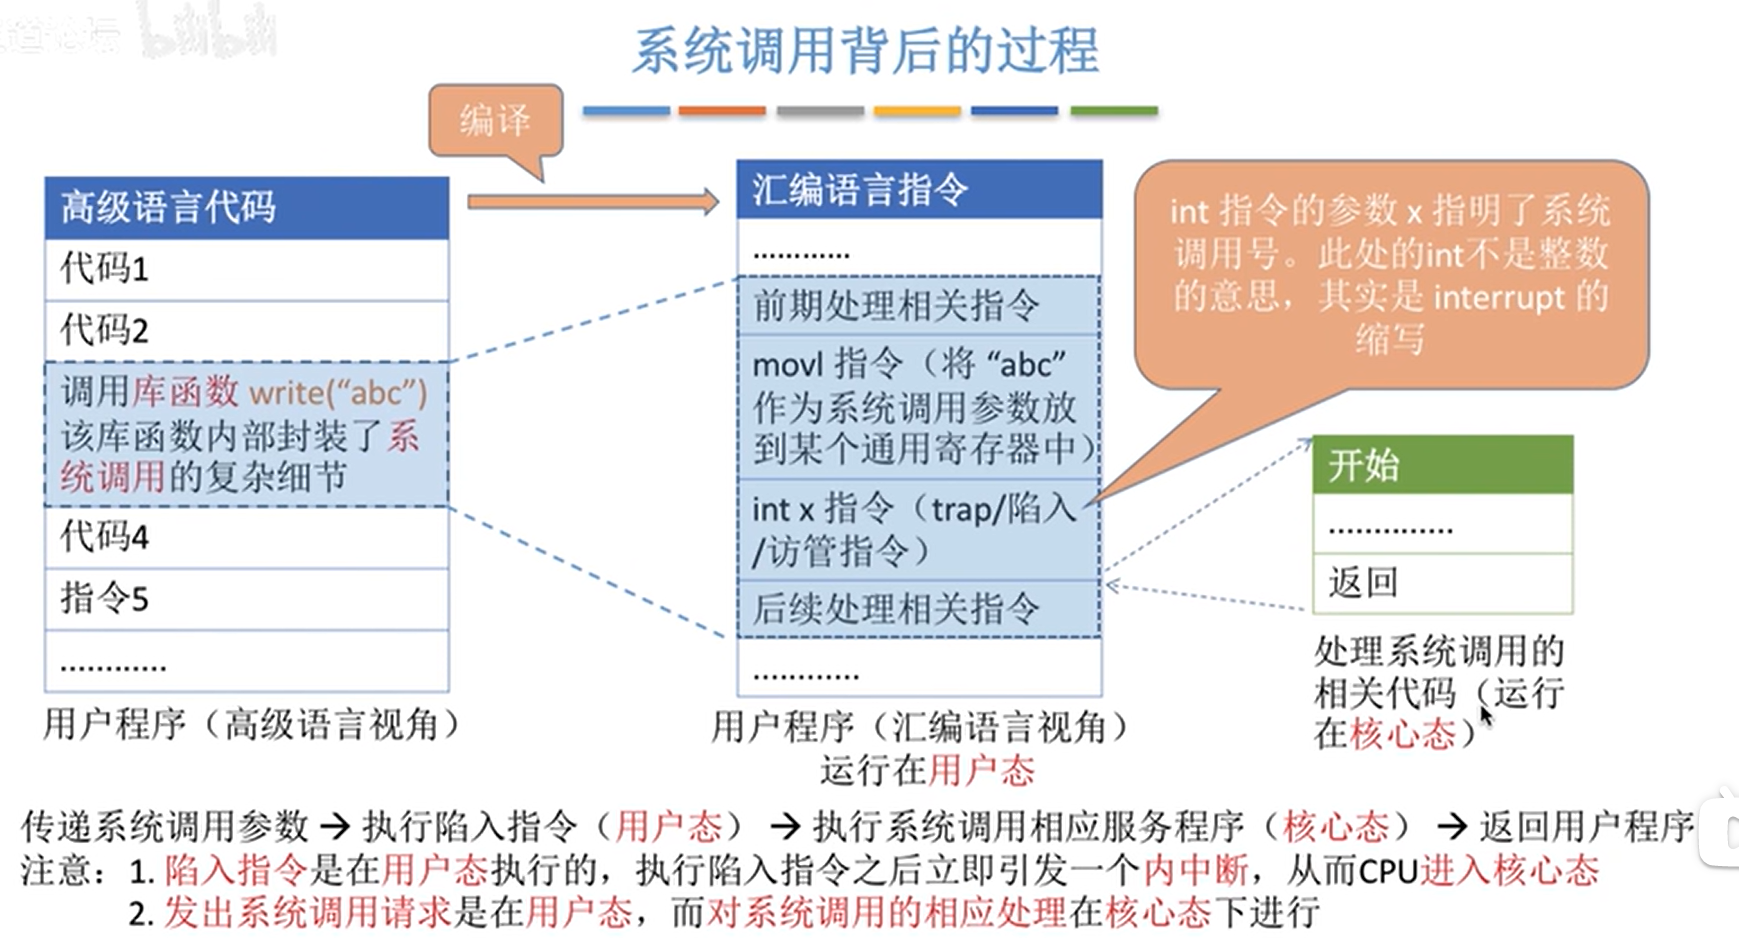 bilibili
系统调用背后的过程
编译
高级语言代码
代码1
代码2
调用库函数 write(“abc”)
该库函数内部封装了系
统调用的复杂细节
代码4
指令5
............
用户程序（高级语言视角）
汇编语言指令
............
前期处理相关指令
movl 指令（将 “abc”
作为系统调用参数放
到某个通用寄存器中）
int x 指令（trap/陷入
/访管指令）
后续处理相关指令
............
用户程序（汇编语言视角）
运行在用户态
int 指令的参数 x 指明了系统
调用号。此处的int不是整数
的意思，其实是 interrupt 的
缩写
开始
..............
返回
处理系统调用的
相关代码（运行
在核心态）
传递系统调用参数 → 执行陷入指令（用户态） → 执行系统调用相应服务程序（核心态） → 返回用户程序
注意：1. 陷入指令是在用户态执行的，执行陷入指令之后立即引发一个内中断，从而CPU进入核心态
2. 发出系统调用请求是在用户态，而对系统调用的相应处理在核心态下进行